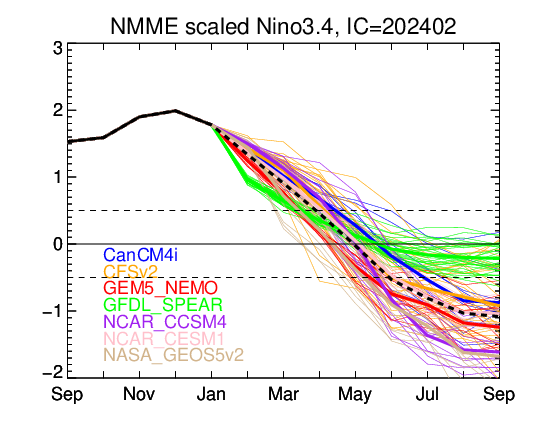 NMME scaled Nino3.4, IC=202402
3
2
1
0
−1
−2
CanCM4i
CFSv2
GEM5_NEMO
GFDL_SPEAR
NCAR_CCSM4
NCAR_CESM1
NASA_GEOS5v2
Sep Nov Jan Mar May Jul Sep